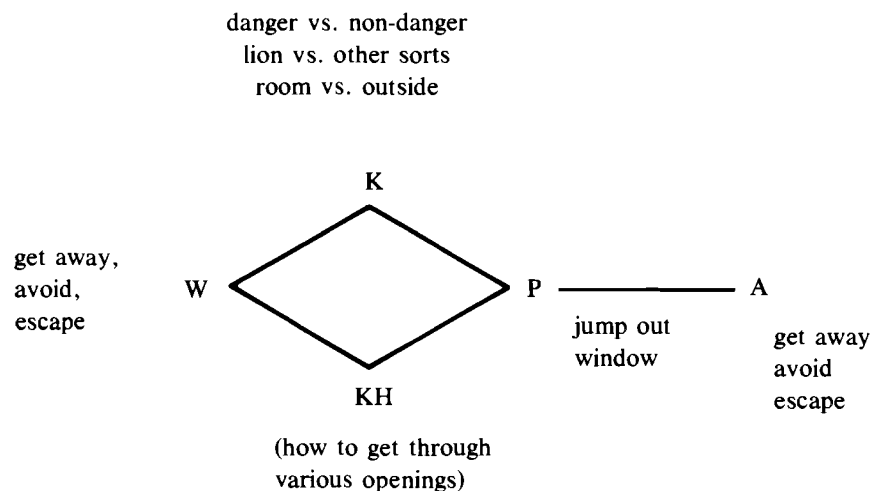 danger vs. non-danger
lion vs. other sorts
room vs. outside
K
get away,
avoid,
escape
W
P
A
jump out
window
get away
avoid
escape
KH
(how to get through
various openings)